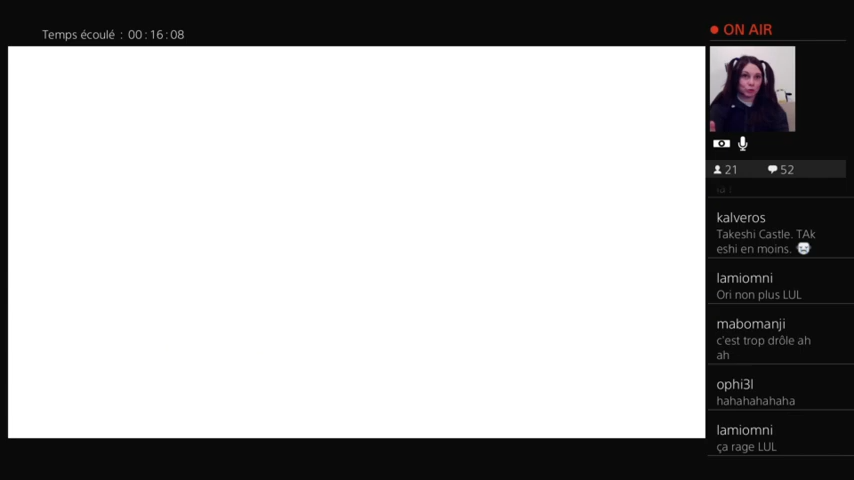 Temps écoulé : 00:16:08
ON AIR
21 52
kalveros
Takeshi Castle. TAk
eshi en moins.
lamiomni
Ori non plus LUL
mabomanji
c'est trop drôle ah
ah
ophi3l
hahahahahaha
lamiomni
ça rage LUL